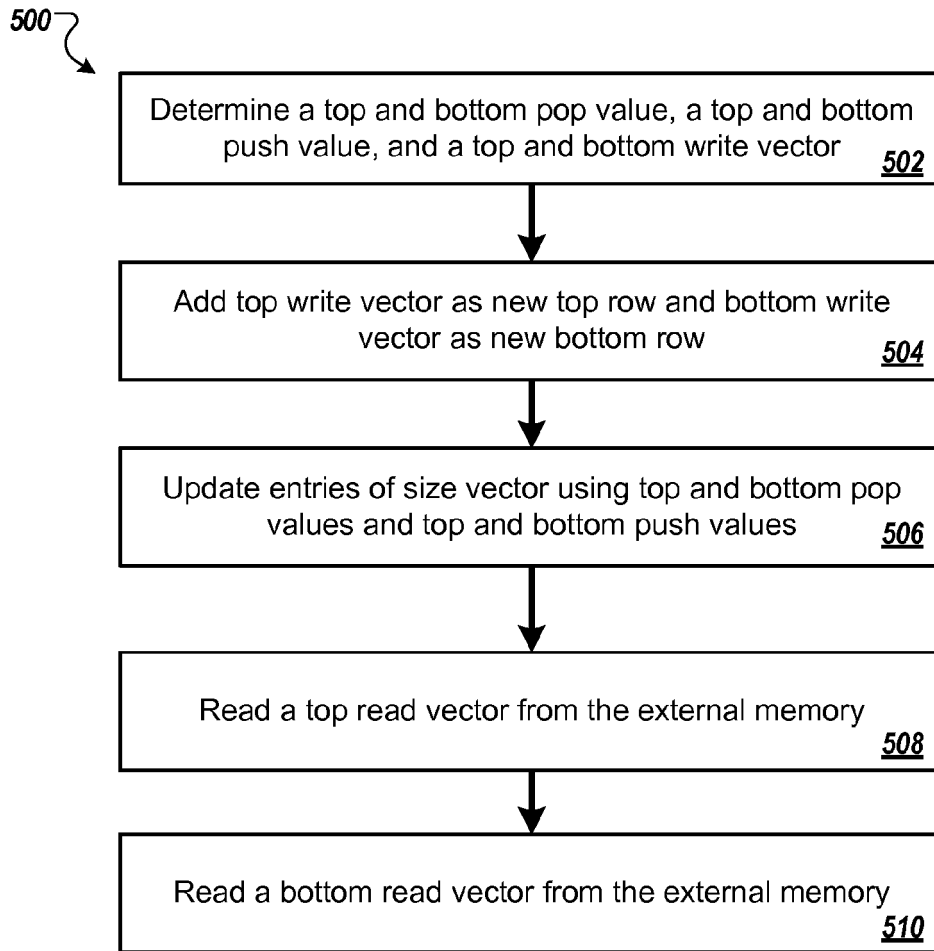 500
Determine a top and bottom pop value, a top and bottom
push value, and a top and bottom write vector
502
Add top write vector as new top row and bottom write
vector as new bottom row
504
Update entries of size vector using top and bottom pop
values and top and bottom push values
506
Read a top read vector from the external memory
508
Read a bottom read vector from the external memory
510